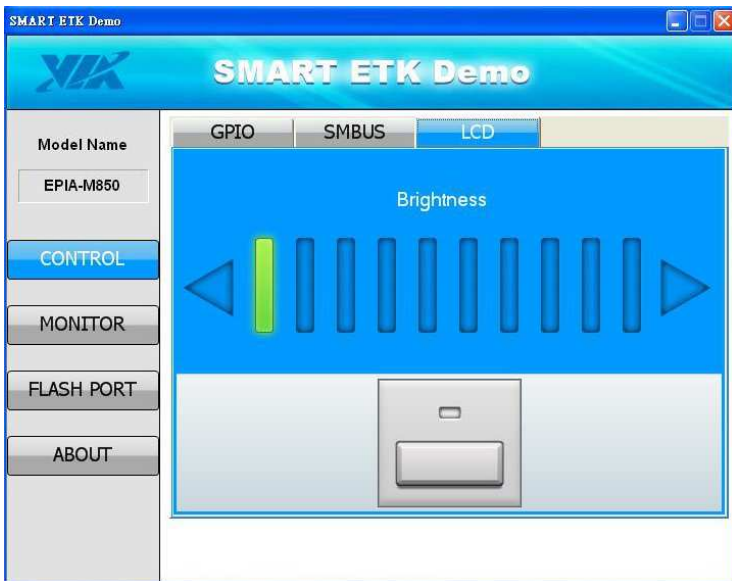 SMART ETK Demo
VIA
SMART ETK Demo
Model Name
EPIA-M850
CONTROL
MONITOR
FLASH PORT
ABOUT
GPIO
SMBUS
LCD
Brightness